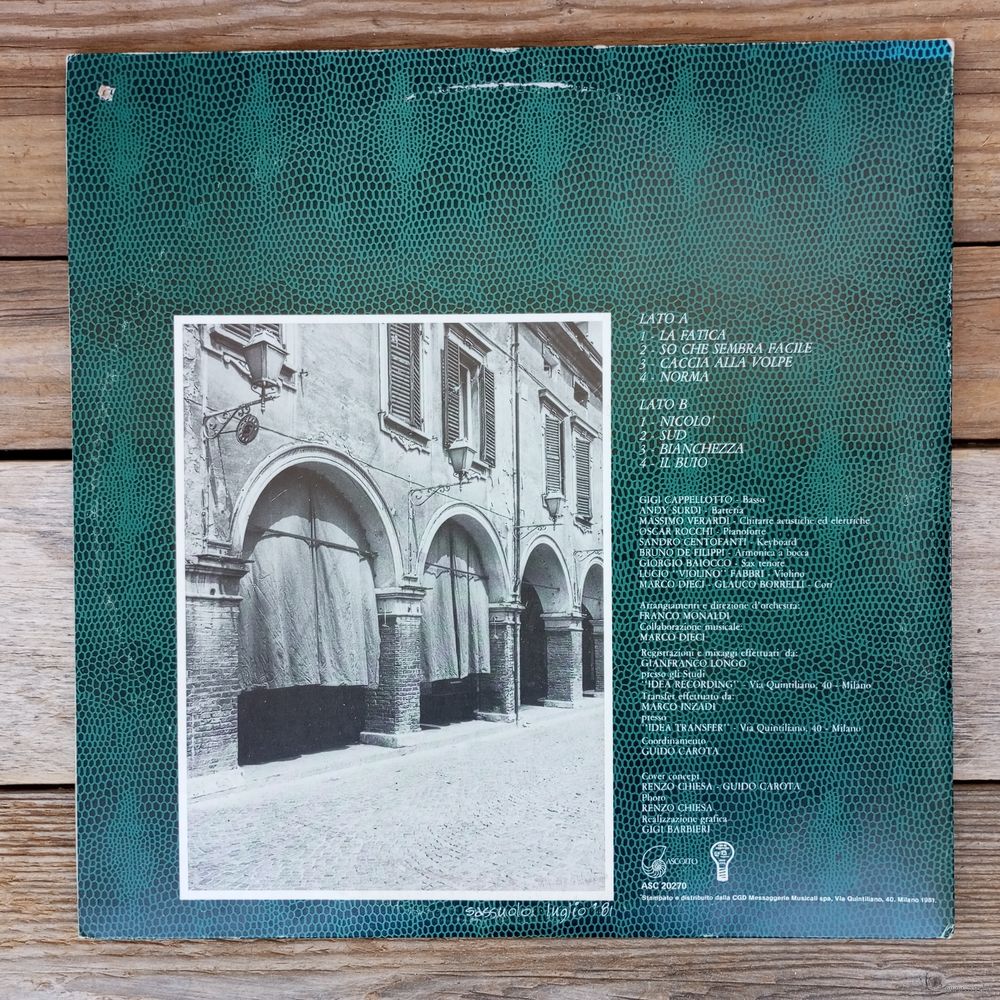 LATO A
1 - LA FATICA
2 - SO CHE SEMBRA FACILE
3 - CACCIA ALLA VOLPE
4 - NORMA
LATO B
1 - NICOLO'
2 - SUD
3 - BIANCHEZZA
4 - IL BUIO
GIGI CAPPELLOTTO - Basso
ANDY SURDI - Batteria
MASSIMO VERARDI - Chitarre acustiche ed elettriche
OSCAR ROCCHI - Pianoforte
SANDRO CENTOFANTI - Keyboard
BRUNO DE FILIPPI - Armonica a bocca
GIORGIO BAIOCCO - Sax tenore
LUCIO "VIOLINO" FABBRI - Violino
MARCO DIECI - GLAUCO BORRELLI - Cori
Arrangiamenti e direzione d'orchestra:
FRANCO MONALDI
Collaborazione musicale:
MARCO DIECI
Registrazioni e mixaggi effettuati da:
GIANFRANCO LONGO
presso gli Studi
"IDEA RECORDING" - Via Quintiliano, 40 - Milano
Transfer effettuato da:
MARCO INZADI
presso
"IDEA TRANSFER" - Via Quintiliano, 40 - Milano
Coordinamento
GUIDO CAROTA
Cover concept
RENZO CHIESA - GUIDO CAROTA
Photo
RENZO CHIESA
Realizzazione grafica
GIGI BARBIERI
ASCOLTO
ASC 20270
Stampato e distribuito dalla CGD Messaggerie Musicali spa, Via Quintiliano, 40, Milano 1981.
sassuolo: luglio '81